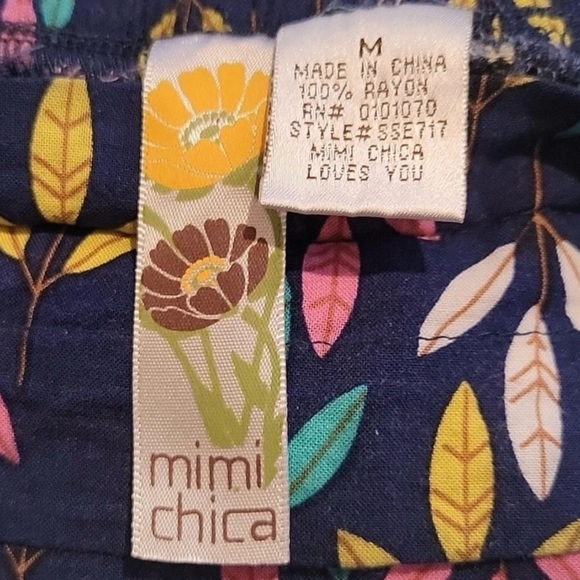 M
MADE IN CHINA
100% RAYON
RN# 0101070
STYLE# SSE717
MIMI CHICA
LOVES YOU
mimi
chica